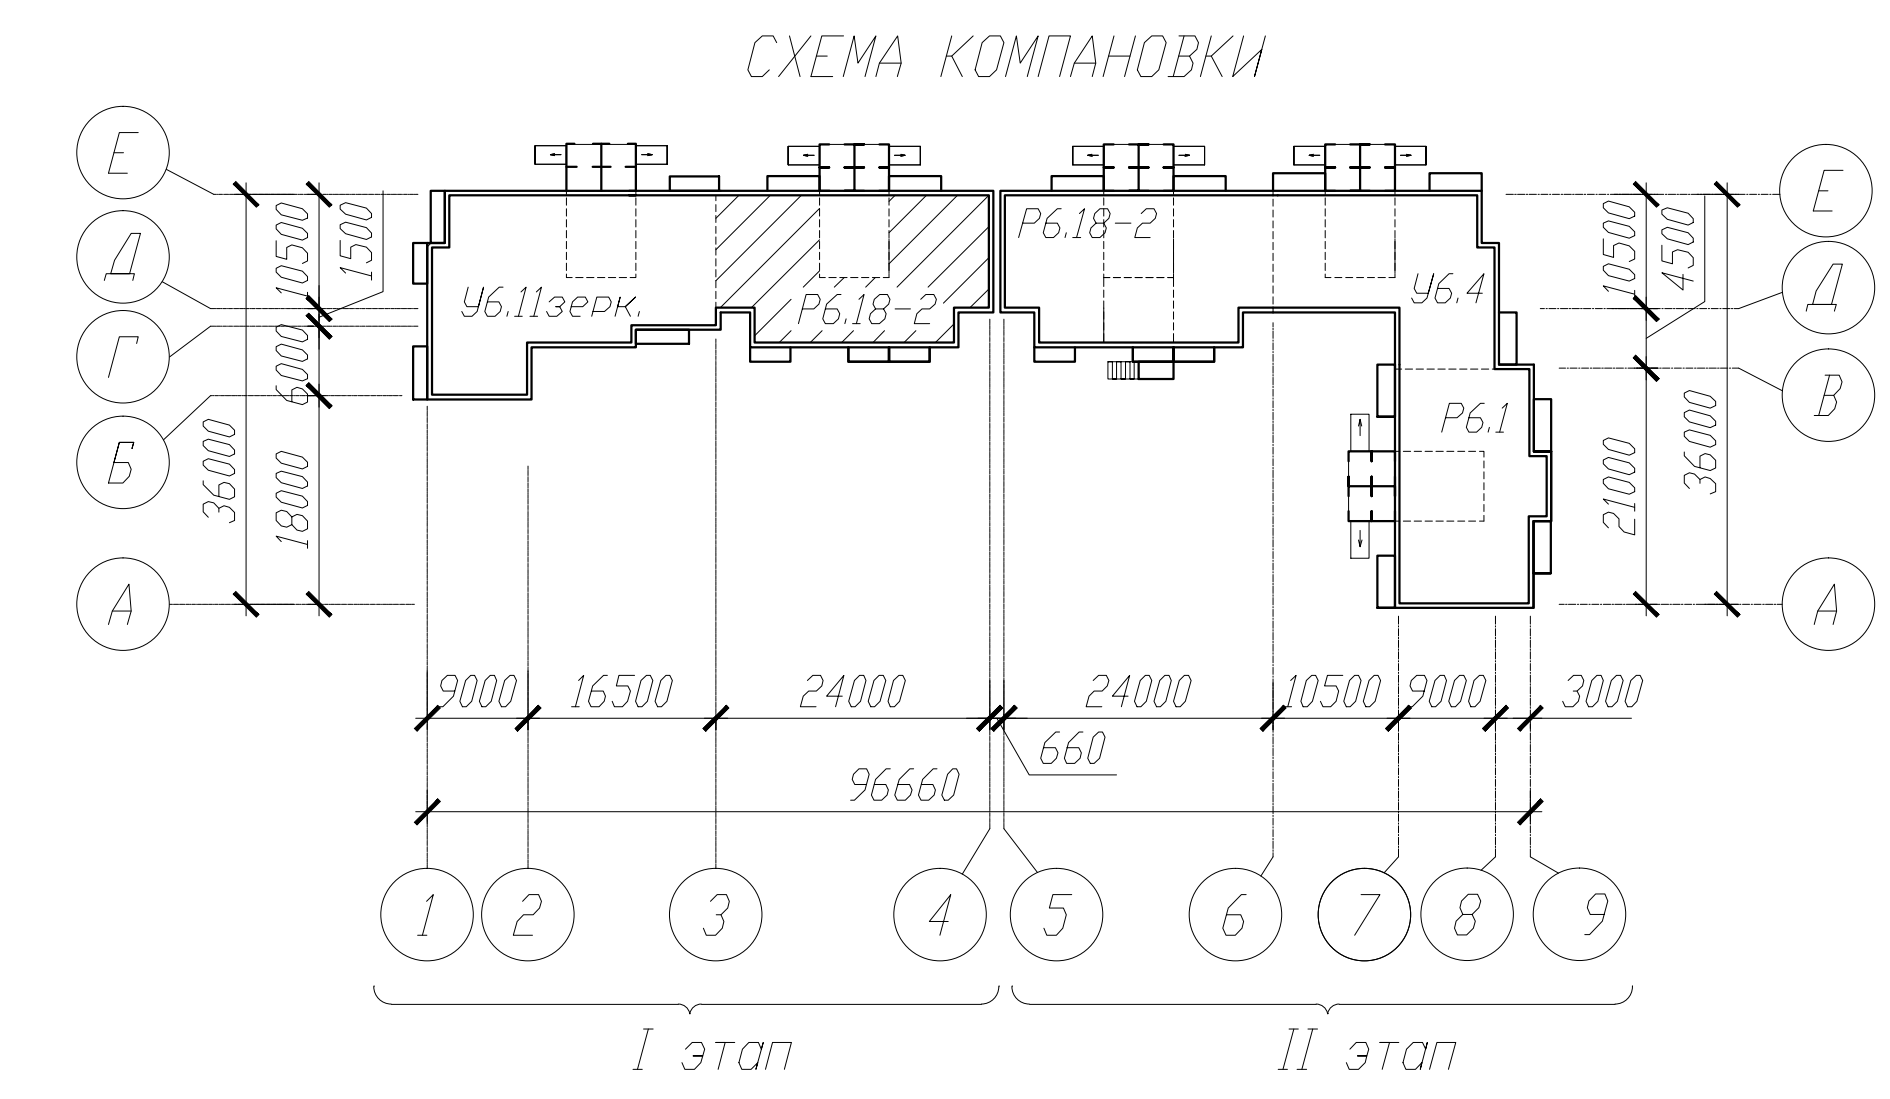 СХЕМА КОМПАНОВКИ
Е
Д
Г
Б
А
10500
1500
6000
18000
36000
У6.11зерк.
Р6.18-2
Р6.18-2
У6.4
Р6.1
10500
4500
21000
36000
Е
Д
В
А
9000 16500 24000 24000 10500 9000 3000
660
96660
1 2 3 4 5 6 7 8 9
I этап II этап